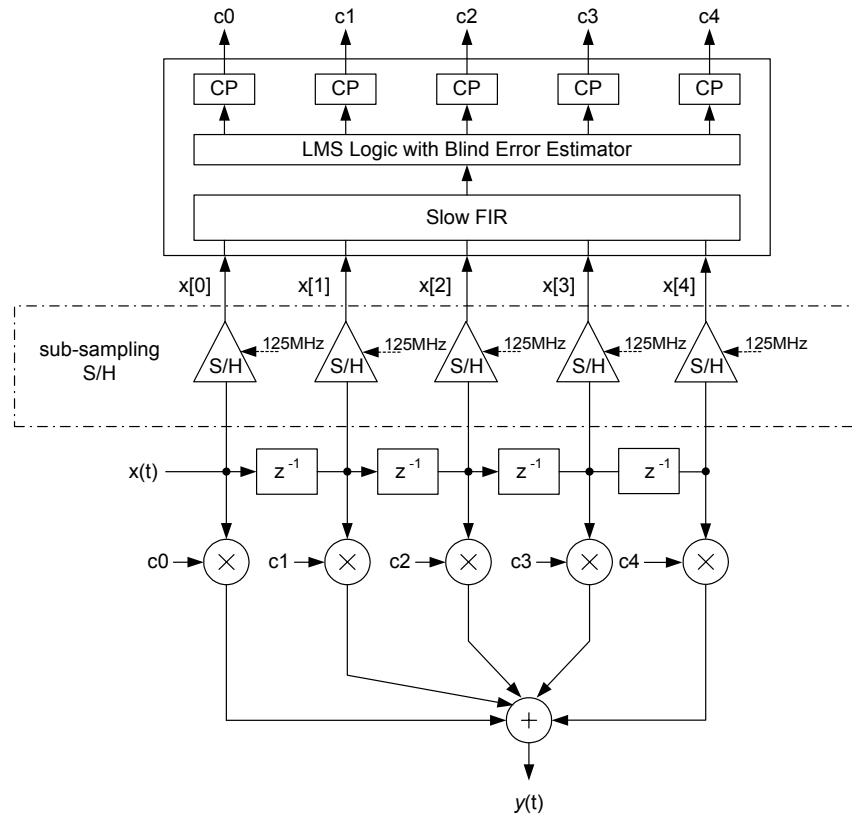 c0 c1 c2 c3 c4
CP CP CP CP CP
LMS Logic with Blind Error Estimator
Slow FIR
x[0] x[1] x[2] x[3] x[4]
125MHz 125MHz 125MHz 125MHz 125MHz
sub-sampling
S/H
S/H S/H S/H S/H S/H
x(t) z⁻¹ z⁻¹ z⁻¹ z⁻¹
c0 × c1 × c2 × c3 × c4 ×
+
y(t)